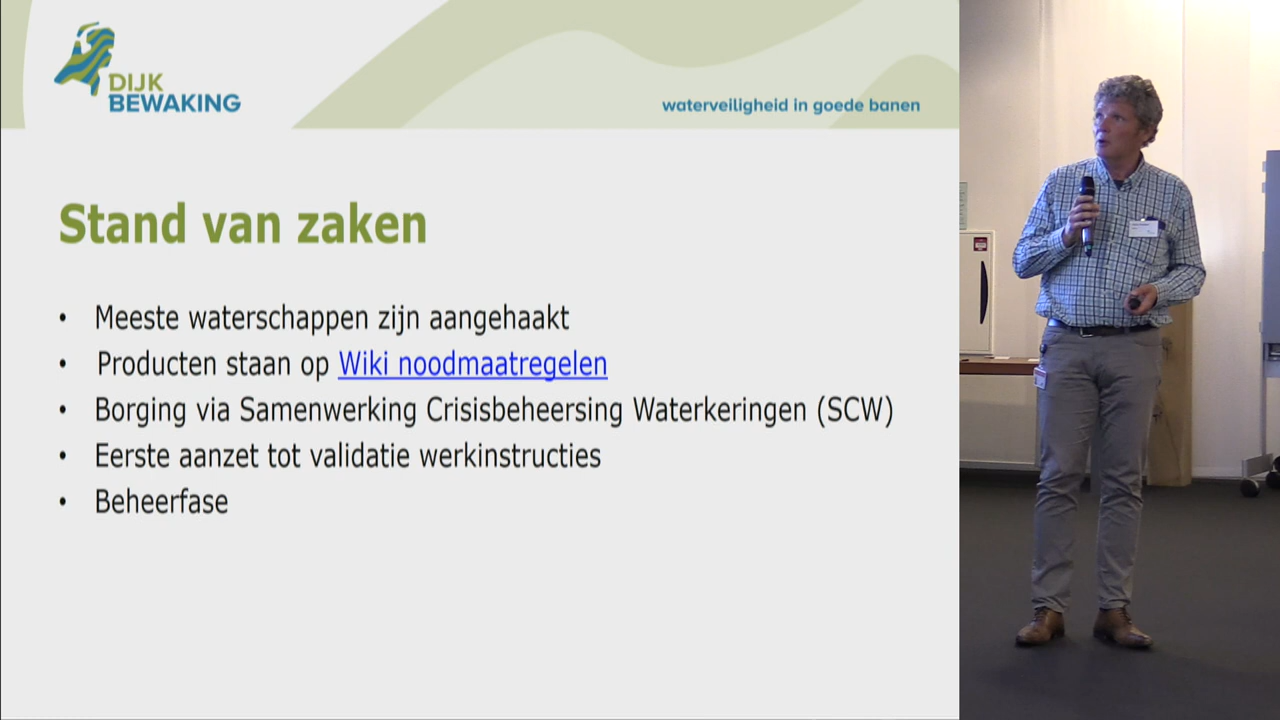 DIJK
BEWAKING
waterveiligheid in goede banen
Stand van zaken
• Meeste waterschappen zijn aangehaakt
• Producten staan op Wiki noodmaatregelen
• Borging via Samenwerking Crisisbeheersing Waterkeringen (SCW)
• Eerste aanzet tot validatie werkinstructies
• Beheerfase